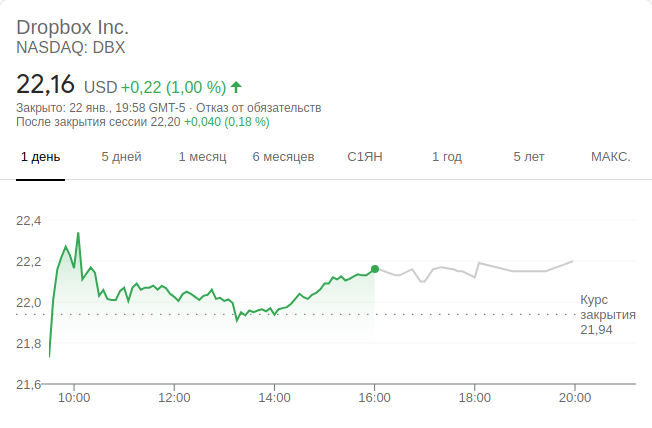 Dropbox Inc.
NASDAQ: DBX
22,16 USD +0,22 (1,00 %)
Закрыто: 22 янв., 19:58 GMT-5 · Отказ от обязательств
После закрытия сессии 22,20 +0,040 (0,18 %)
1 день 5 дней 1 месяц 6 месяцев С1ЯН 1 год 5 лет МАКС.
22,4
22,2
22,0
21,8
21,6
Курс
закрытия
21,94
10:00 12:00 14:00 16:00 18:00 20:00